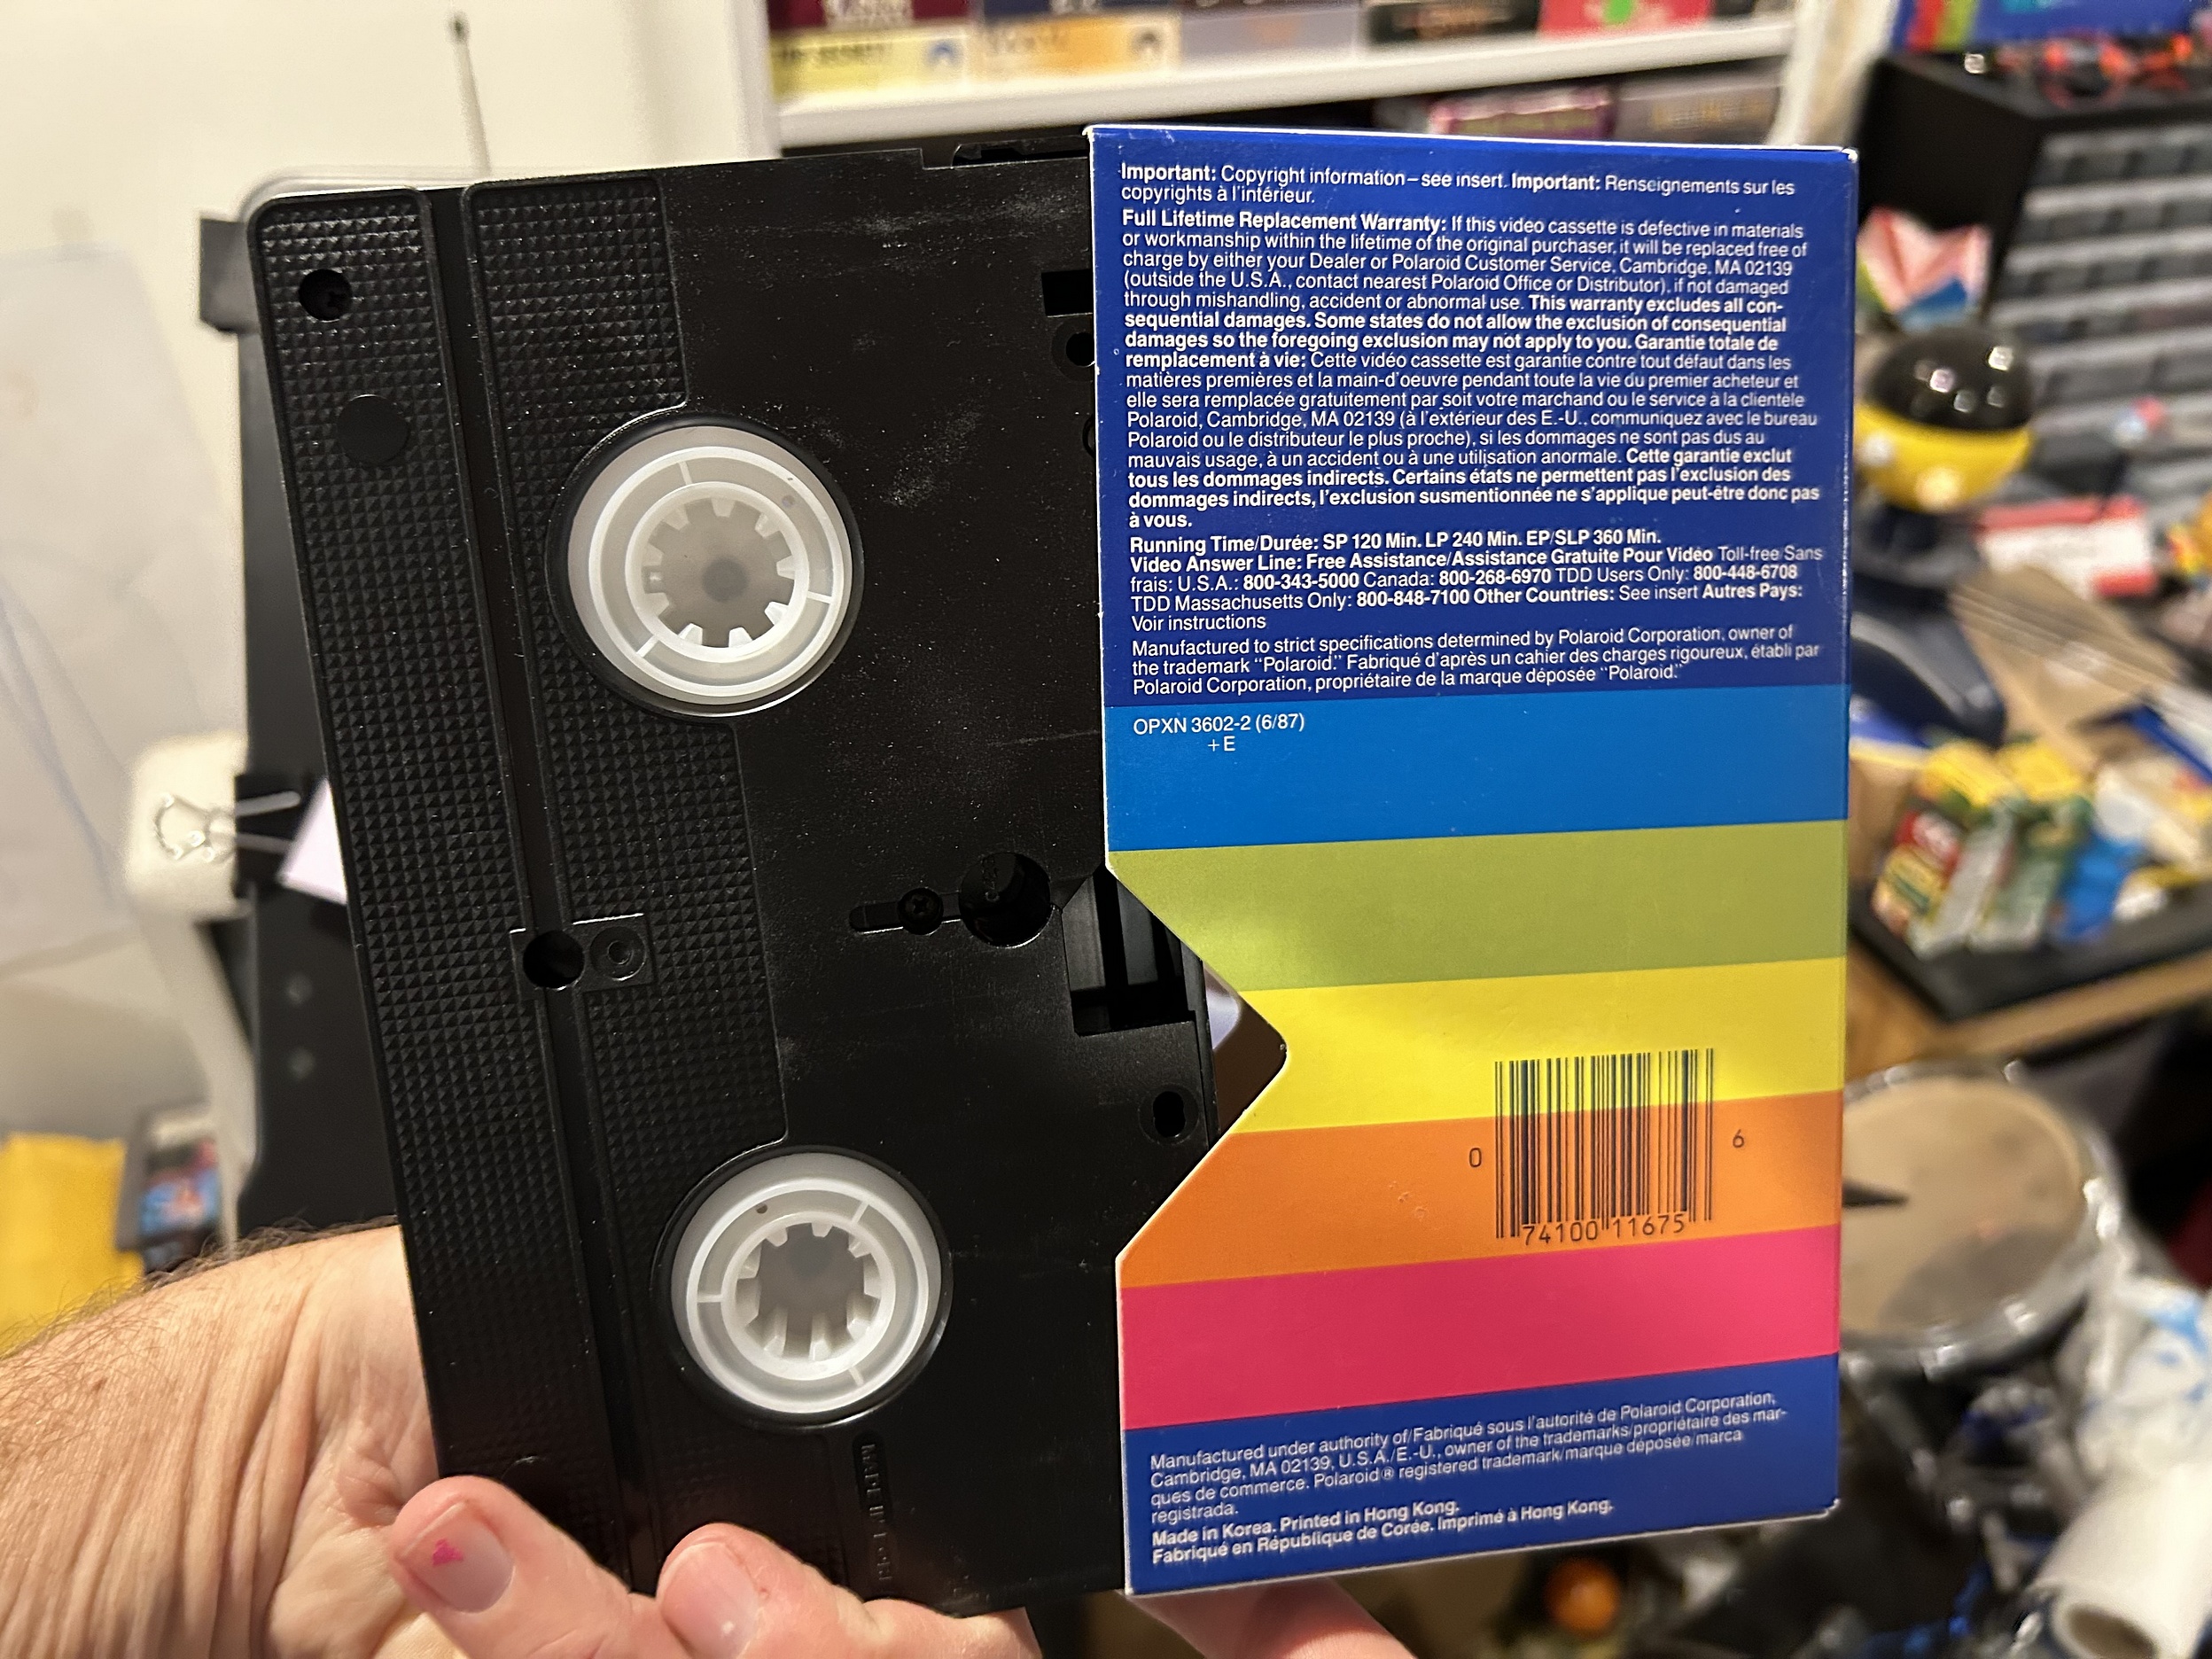 Important: Copyright information–see insert. Important: Renseignements sur les
copyrights à l'intérieur.
Full Lifetime Replacement Warranty: If this video cassette is defective in materials
or workmanship within the lifetime of the original purchaser, it will be replaced free of
charge by either your Dealer or Polaroid Customer Service, Cambridge, MA 02139
(outside the U.S.A., contact nearest Polaroid Office or Distributor), if not damaged
through mishandling, accident or abnormal use. This warranty excludes all con-
sequential damages. Some states do not allow the exclusion of consequential
damages so the foregoing exclusion may not apply to you. Garantie totale de
remplacement à vie: Cette vidéo cassette est garantie contre tout défaut dans les
matières premières et la main-d'oeuvre pendant toute la vie du premier acheteur et
elle sera remplacée gratuitement par soit votre marchand ou le service à la clientèle
Polaroid, Cambridge, MA 02139 (à l'extérieur des E.-U., communiquez avec le bureau
Polaroid ou le distributeur le plus proche), si les dommages ne sont pas dus au
mauvais usage, à un accident ou à une utilisation anormale. Cette garantie exclut
tous les dommages indirects. Certains états ne permettent pas l'exclusion des
dommages indirects, l'exclusion susmentionnée ne s'applique peut-être donc pas
à vous.
Running Time/Durée: SP 120 Min. LP 240 Min. EP/SLP 360 Min.
Video Answer Line: Free Assistance/Assistance Gratuite Pour Vidéo Toll-free/Sans
frais: U.S.A.: 800-343-5000 Canada: 800-268-6970 TDD Users Only: 800-448-6708
TDD Massachusetts Only: 800-848-7100 Other Countries: See insert Autres Pays:
Voir instructions
Manufactured to strict specifications determined by Polaroid Corporation, owner of
the trademark "Polaroid." Fabriqué d'après un cahier des charges rigoureux, établi par
Polaroid Corporation, propriétaire de la marque déposée "Polaroid."
OPXN 3602-2 (6/87)
+E
0 74100 11675 6
Manufactured under authority of/Fabriqué sous l'autorité de Polaroid Corporation,
Cambridge, MA 02139, U.S.A./E.-U., owner of the trademarks/propriétaire des mar-
ques de commerce. Polaroid® registered trademark/marque déposée/marca
registrada.
Made in Korea. Printed in Hong Kong.
Fabriqué en République de Corée. Imprimé à Hong Kong.